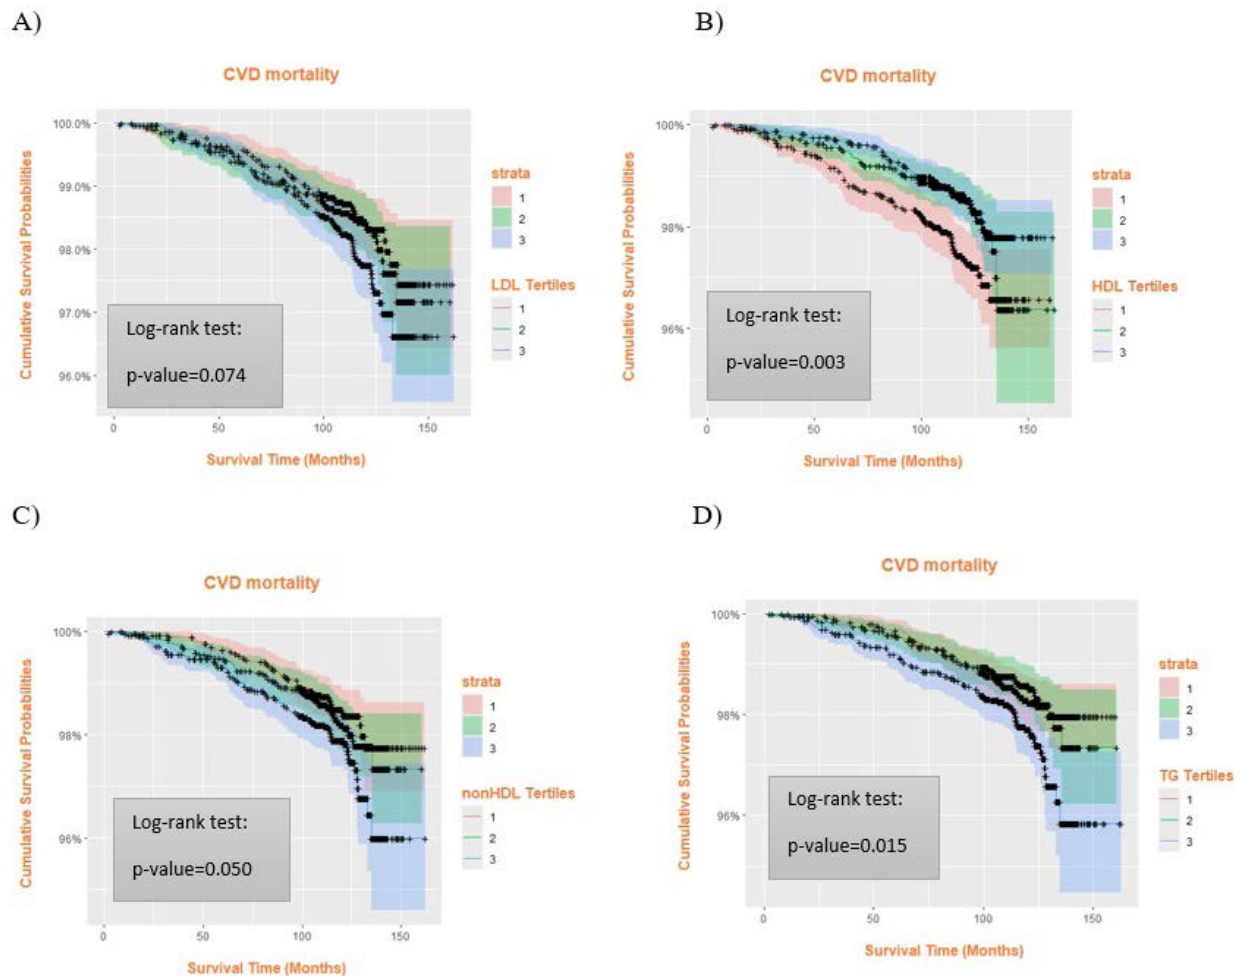 A)
CVD mortality
Cumulative Survival Probabilities
100.0%
99.0%
98.0%
97.0%
96.0%
0
50
100
150
Survival Time (Months)
Log-rank test:
p-value=0.074
strata
1
2
3
LDL Tertiles
1
2
3
B)
CVD mortality
Cumulative Survival Probabilities
100%
98%
96%
0
50
100
150
Survival Time (Months)
Log-rank test:
p-value=0.003
strata
1
2
3
HDL Tertiles
1
2
3
C)
CVD mortality
Cumulative Survival Probabilities
100%
98%
96%
0
50
100
150
Survival Time (Months)
Log-rank test:
p-value=0.050
strata
1
2
3
nonHDL Tertiles
1
2
3
D)
CVD mortality
Cumulative Survival Probabilities
100%
98%
96%
0
50
100
150
Survival Time (Months)
Log-rank test:
p-value=0.015
strata
1
2
3
TG Tertiles
1
2
3